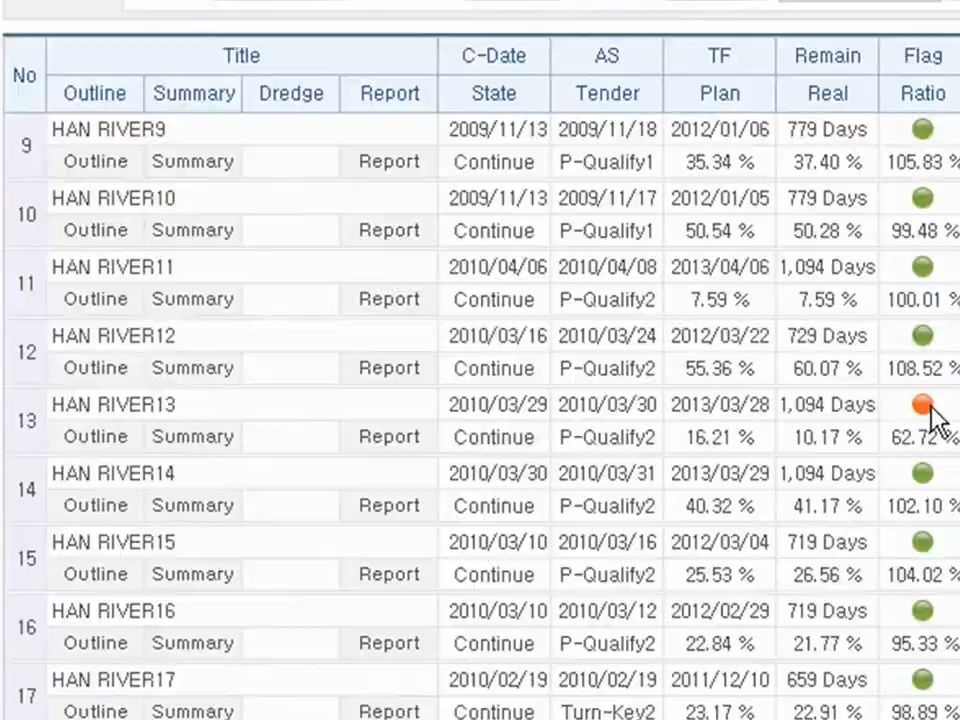 No Title C-Date AS TF Remain Flag
Outline Summary Dredge Report State Tender Plan Real Ratio
9 HAN RIVER9 2009/11/13 2009/11/18 2012/01/06 779 Days
Outline Summary Report Continue P-Qualify1 35.34 % 37.40 % 105.83 %
10 HAN RIVER10 2009/11/13 2009/11/17 2012/01/05 779 Days
Outline Summary Report Continue P-Qualify1 50.54 % 50.28 % 99.48 %
11 HAN RIVER11 2010/04/06 2010/04/08 2013/04/06 1,094 Days
Outline Summary Report Continue P-Qualify2 7.59 % 7.59 % 100.01 %
12 HAN RIVER12 2010/03/16 2010/03/24 2012/03/22 729 Days
Outline Summary Report Continue P-Qualify2 55.36 % 60.07 % 108.52 %
13 HAN RIVER13 2010/03/29 2010/03/30 2013/03/28 1,094 Days
Outline Summary Report Continue P-Qualify2 16.21 % 10.17 % 62.72 %
14 HAN RIVER14 2010/03/30 2010/03/31 2013/03/29 1,094 Days
Outline Summary Report Continue P-Qualify2 40.32 % 41.17 % 102.10 %
15 HAN RIVER15 2010/03/10 2010/03/16 2012/03/04 719 Days
Outline Summary Report Continue P-Qualify2 25.53 % 26.56 % 104.02 %
16 HAN RIVER16 2010/03/10 2010/03/12 2012/02/29 719 Days
Outline Summary Report Continue P-Qualify2 22.84 % 21.77 % 95.33 %
17 HAN RIVER17 2010/02/19 2010/02/19 2011/12/10 659 Days
Outline Summary Report Continue Turn-Key2 23.17 % 22.91 % 98.89 %